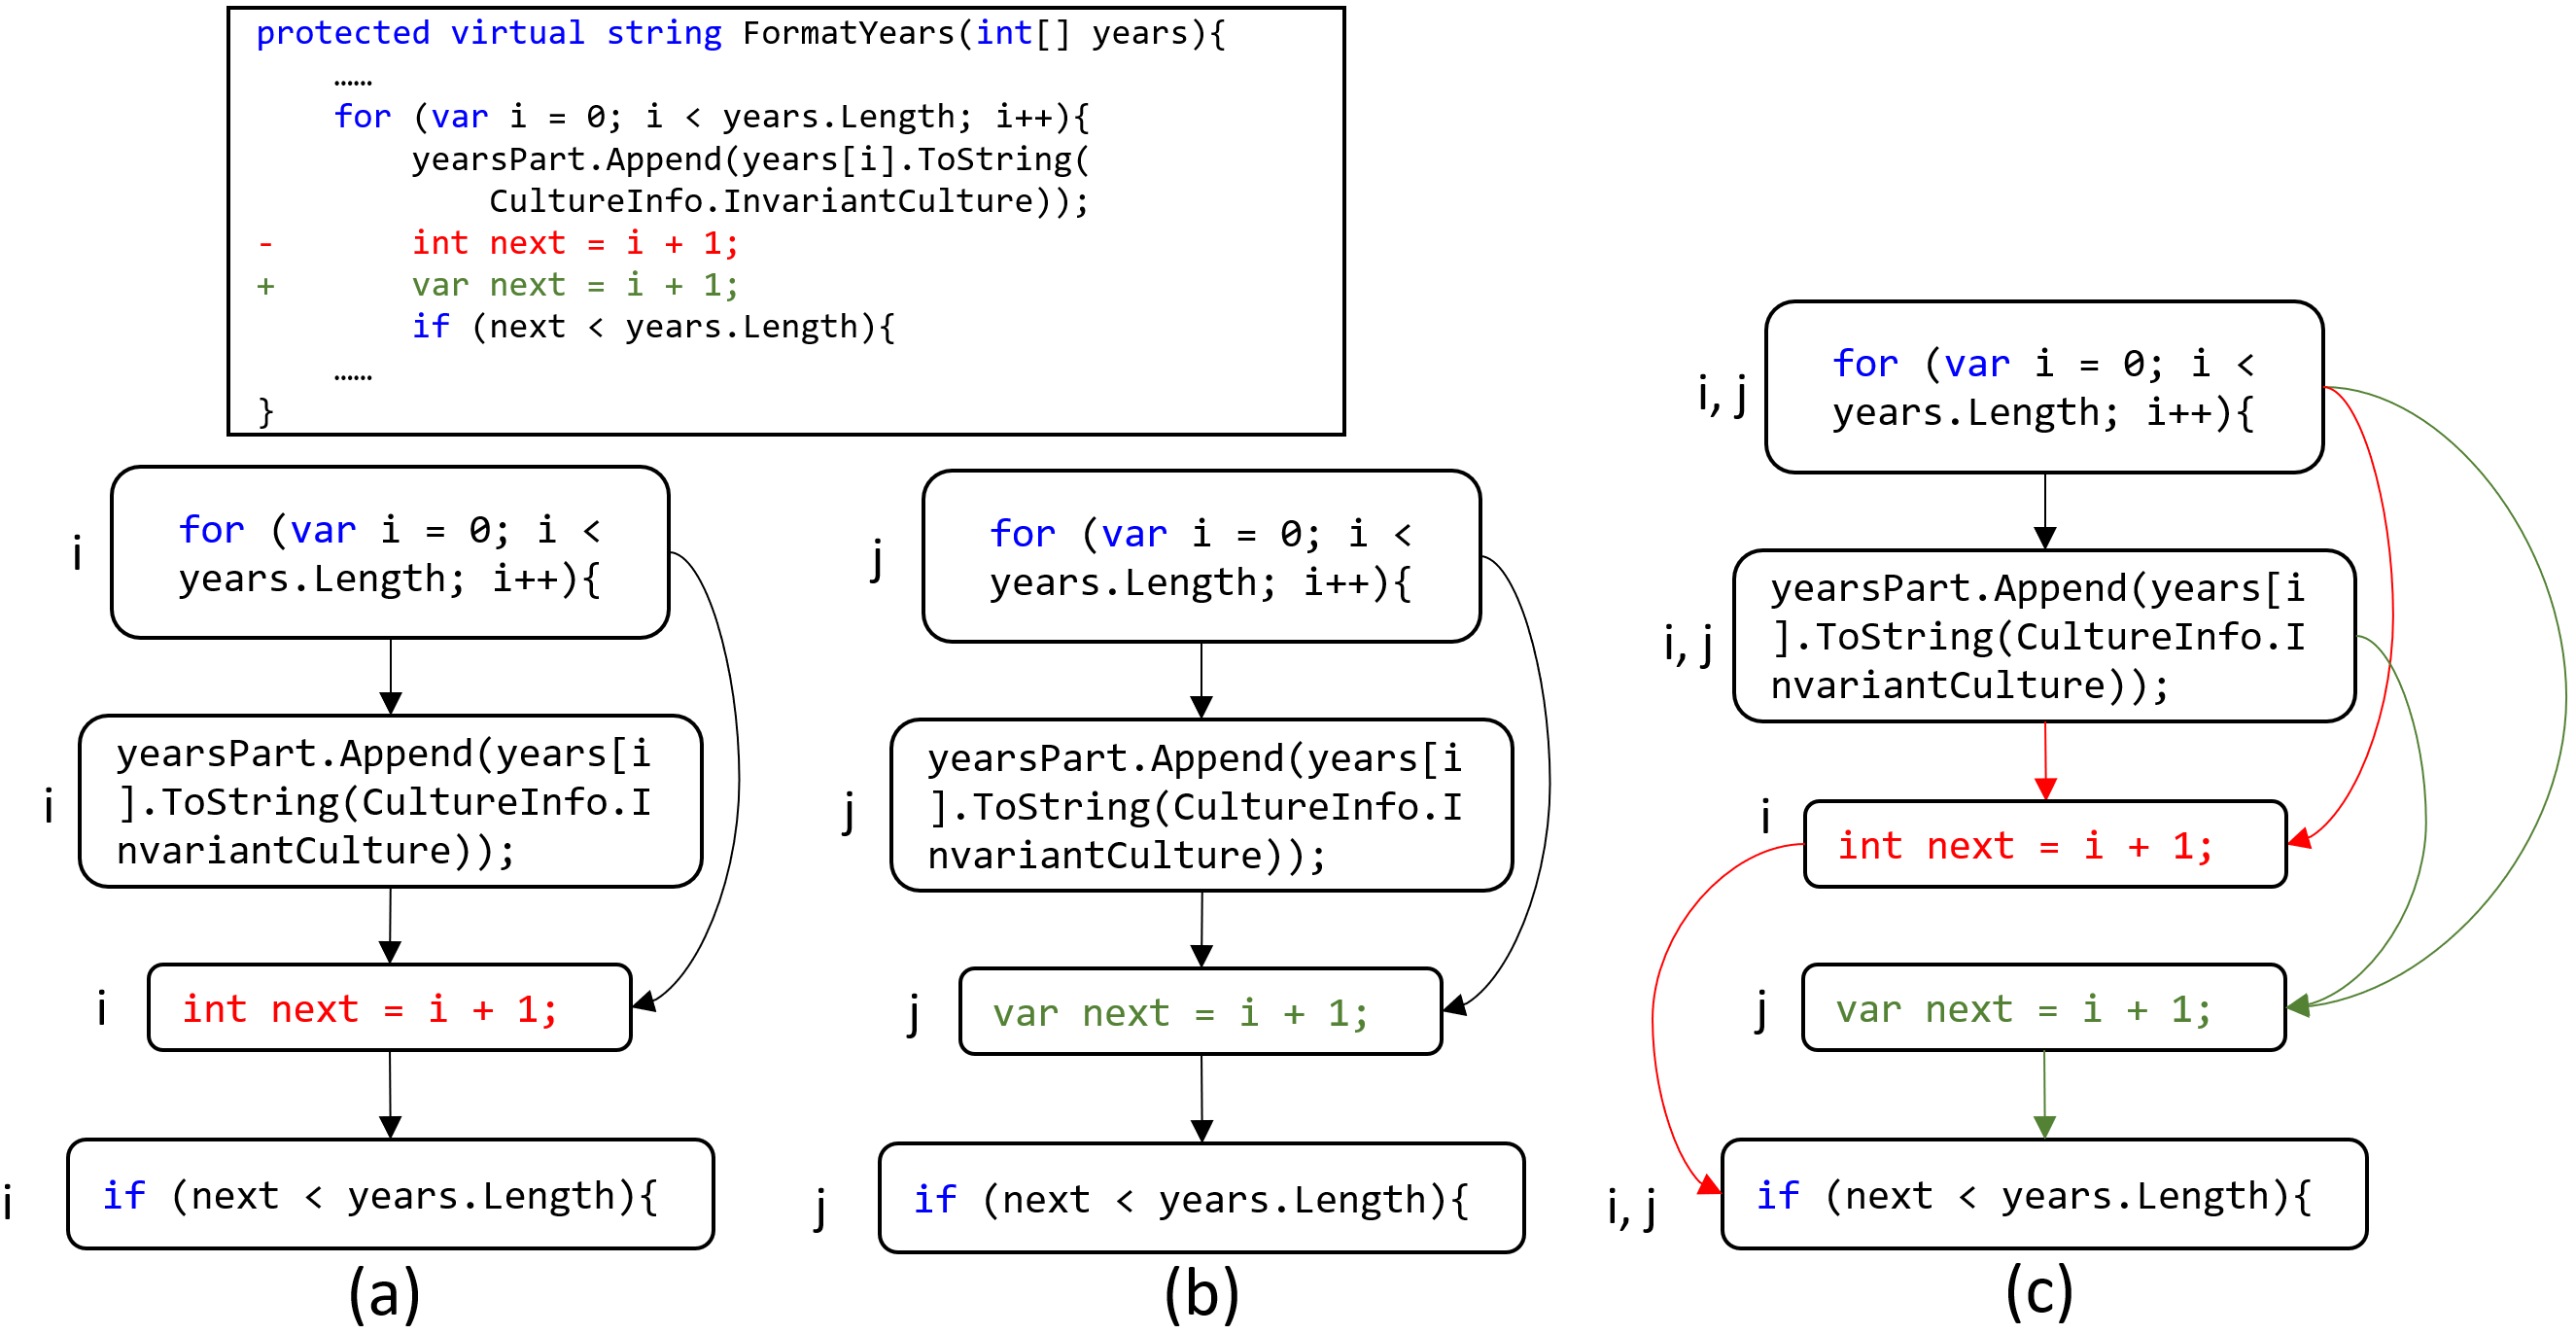 protected virtual string FormatYears(int[] years){
……
for (var i = 0; i < years.Length; i++){
yearsPart.Append(years[i].ToString(
CultureInfo.InvariantCulture));
- int next = i + 1;
+ var next = i + 1;
if (next < years.Length){
……
}
i
for (var i = 0; i <
years.Length; i++){
i
yearsPart.Append(years[i
].ToString(CultureInfo.I
nvariantCulture));
i
int next = i + 1;
i
if (next < years.Length){
(a)
j
for (var i = 0; i <
years.Length; i++){
j
yearsPart.Append(years[i
].ToString(CultureInfo.I
nvariantCulture));
j
var next = i + 1;
j
if (next < years.Length){
(b)
i, j
for (var i = 0; i <
years.Length; i++){
i, j
yearsPart.Append(years[i
].ToString(CultureInfo.I
nvariantCulture));
i
int next = i + 1;
j
var next = i + 1;
i, j
if (next < years.Length){
(c)